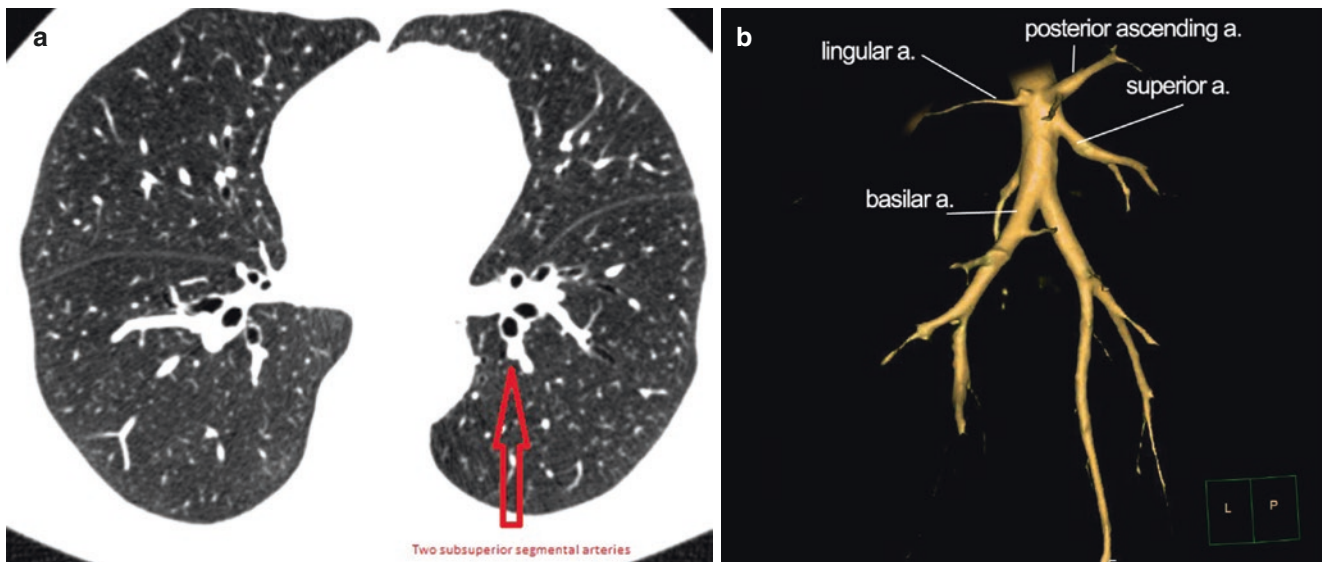 a
Two subsuperior segmental arteries
b
posterior ascending a.
lingular a.
superior a.
basilar a.
L
P